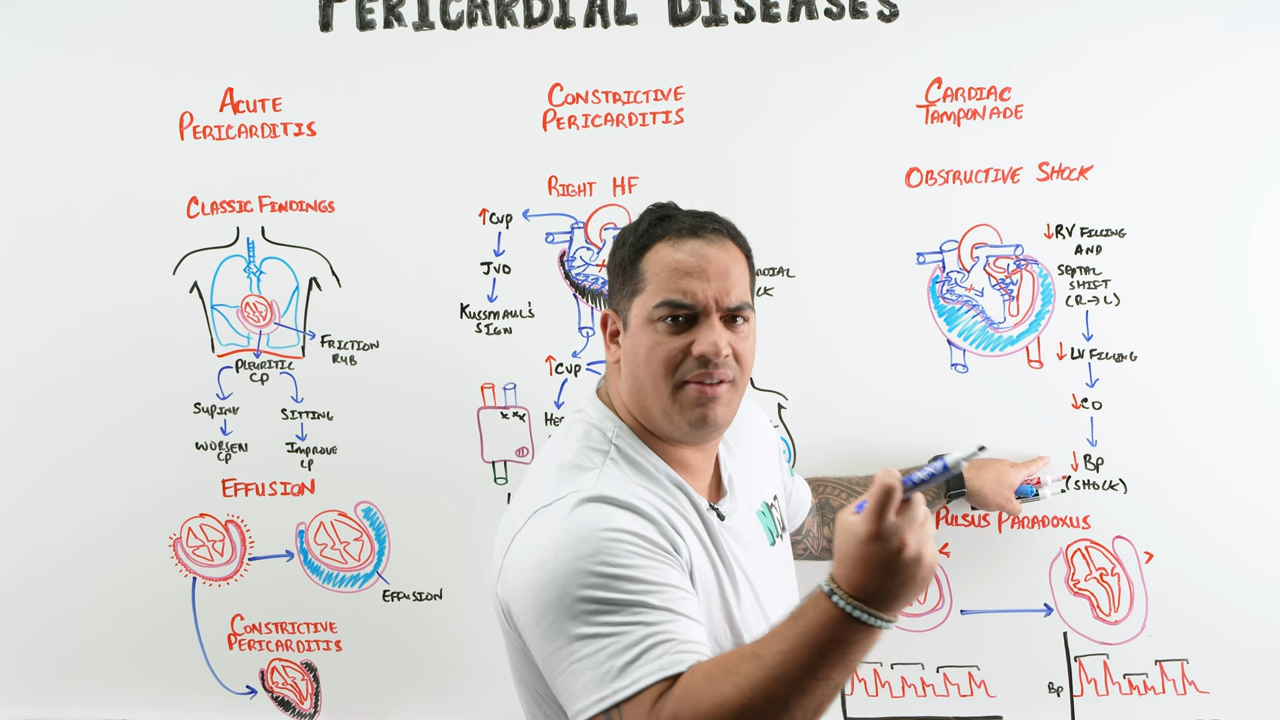 PERICARDIAL DISEASES
ACUTE
PERICARDITIS
CLASSIC FINDINGS
FRICTION
RUB
PLEURITIC
CP
SUPINE
SITTING
WORSEN
CP
IMPROVE
CP
EFFUSION
EFFUSION
CONSTRICTIVE
PERICARDITIS
CONSTRICTIVE
PERICARDITIS
RIGHT HF
↑CVP
JVD
KUSSMAUL'S
SIGN
↑CVP
XXX
CARDIAC
TAMPONADE
OBSTRUCTIVE SHOCK
↓RV FILLING
AND
SEPTAL
SHIFT
(R→L)
↓LV FILLING
↓CO
↓BP
(SHOCK)
PULSUS PARADOXUS
BP